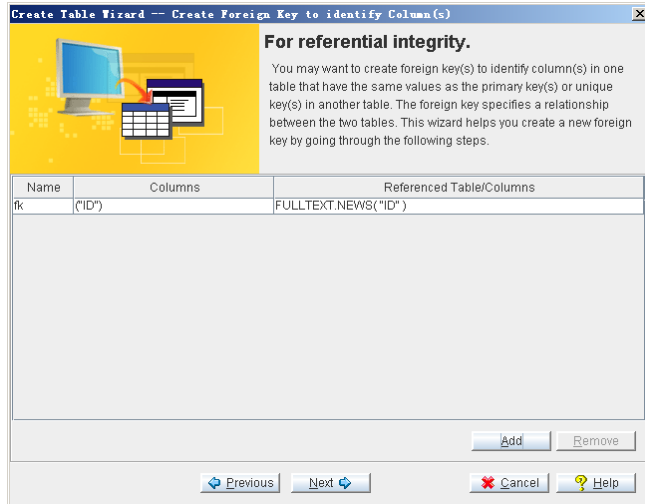 Create Table Wizard -- Create Foreign Key to identify Column(s)
For referential integrity.
You may want to create foreign key(s) to identify column(s) in one
table that have the same values as the primary key(s) or unique
key(s) in another table. The foreign key specifies a relationship
between the two tables. This wizard helps you create a new foreign
key by going through the following steps.
Name Columns Referenced Table/Columns
fk ("ID") FULLTEXT.NEWS( "ID" )
Add Remove
Previous Next Cancel Help